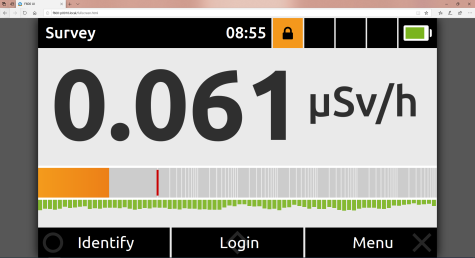 Survey 08:55
0.061 µSv/h
Identify Login Menu